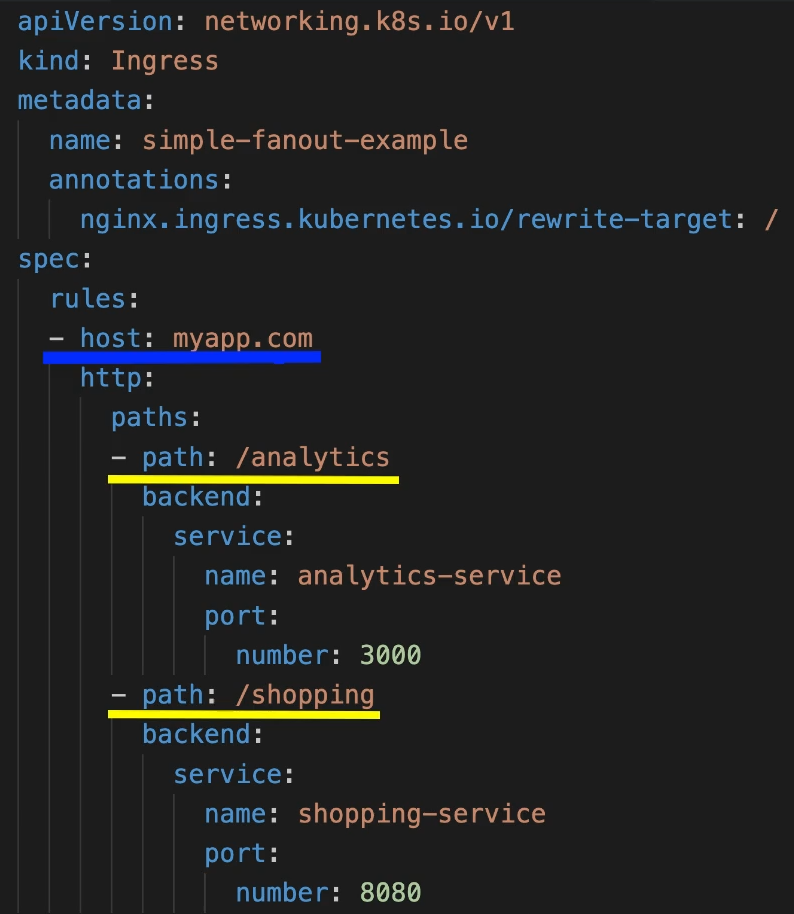 apiVersion: networking.k8s.io/v1
kind: Ingress
metadata:
  name: simple-fanout-example
  annotations:
    nginx.ingress.kubernetes.io/rewrite-target: /
spec:
  rules:
  - host: myapp.com
    http:
      paths:
      - path: /analytics
        backend:
          service:
            name: analytics-service
            port:
              number: 3000
      - path: /shopping
        backend:
          service:
            name: shopping-service
            port:
              number: 8080